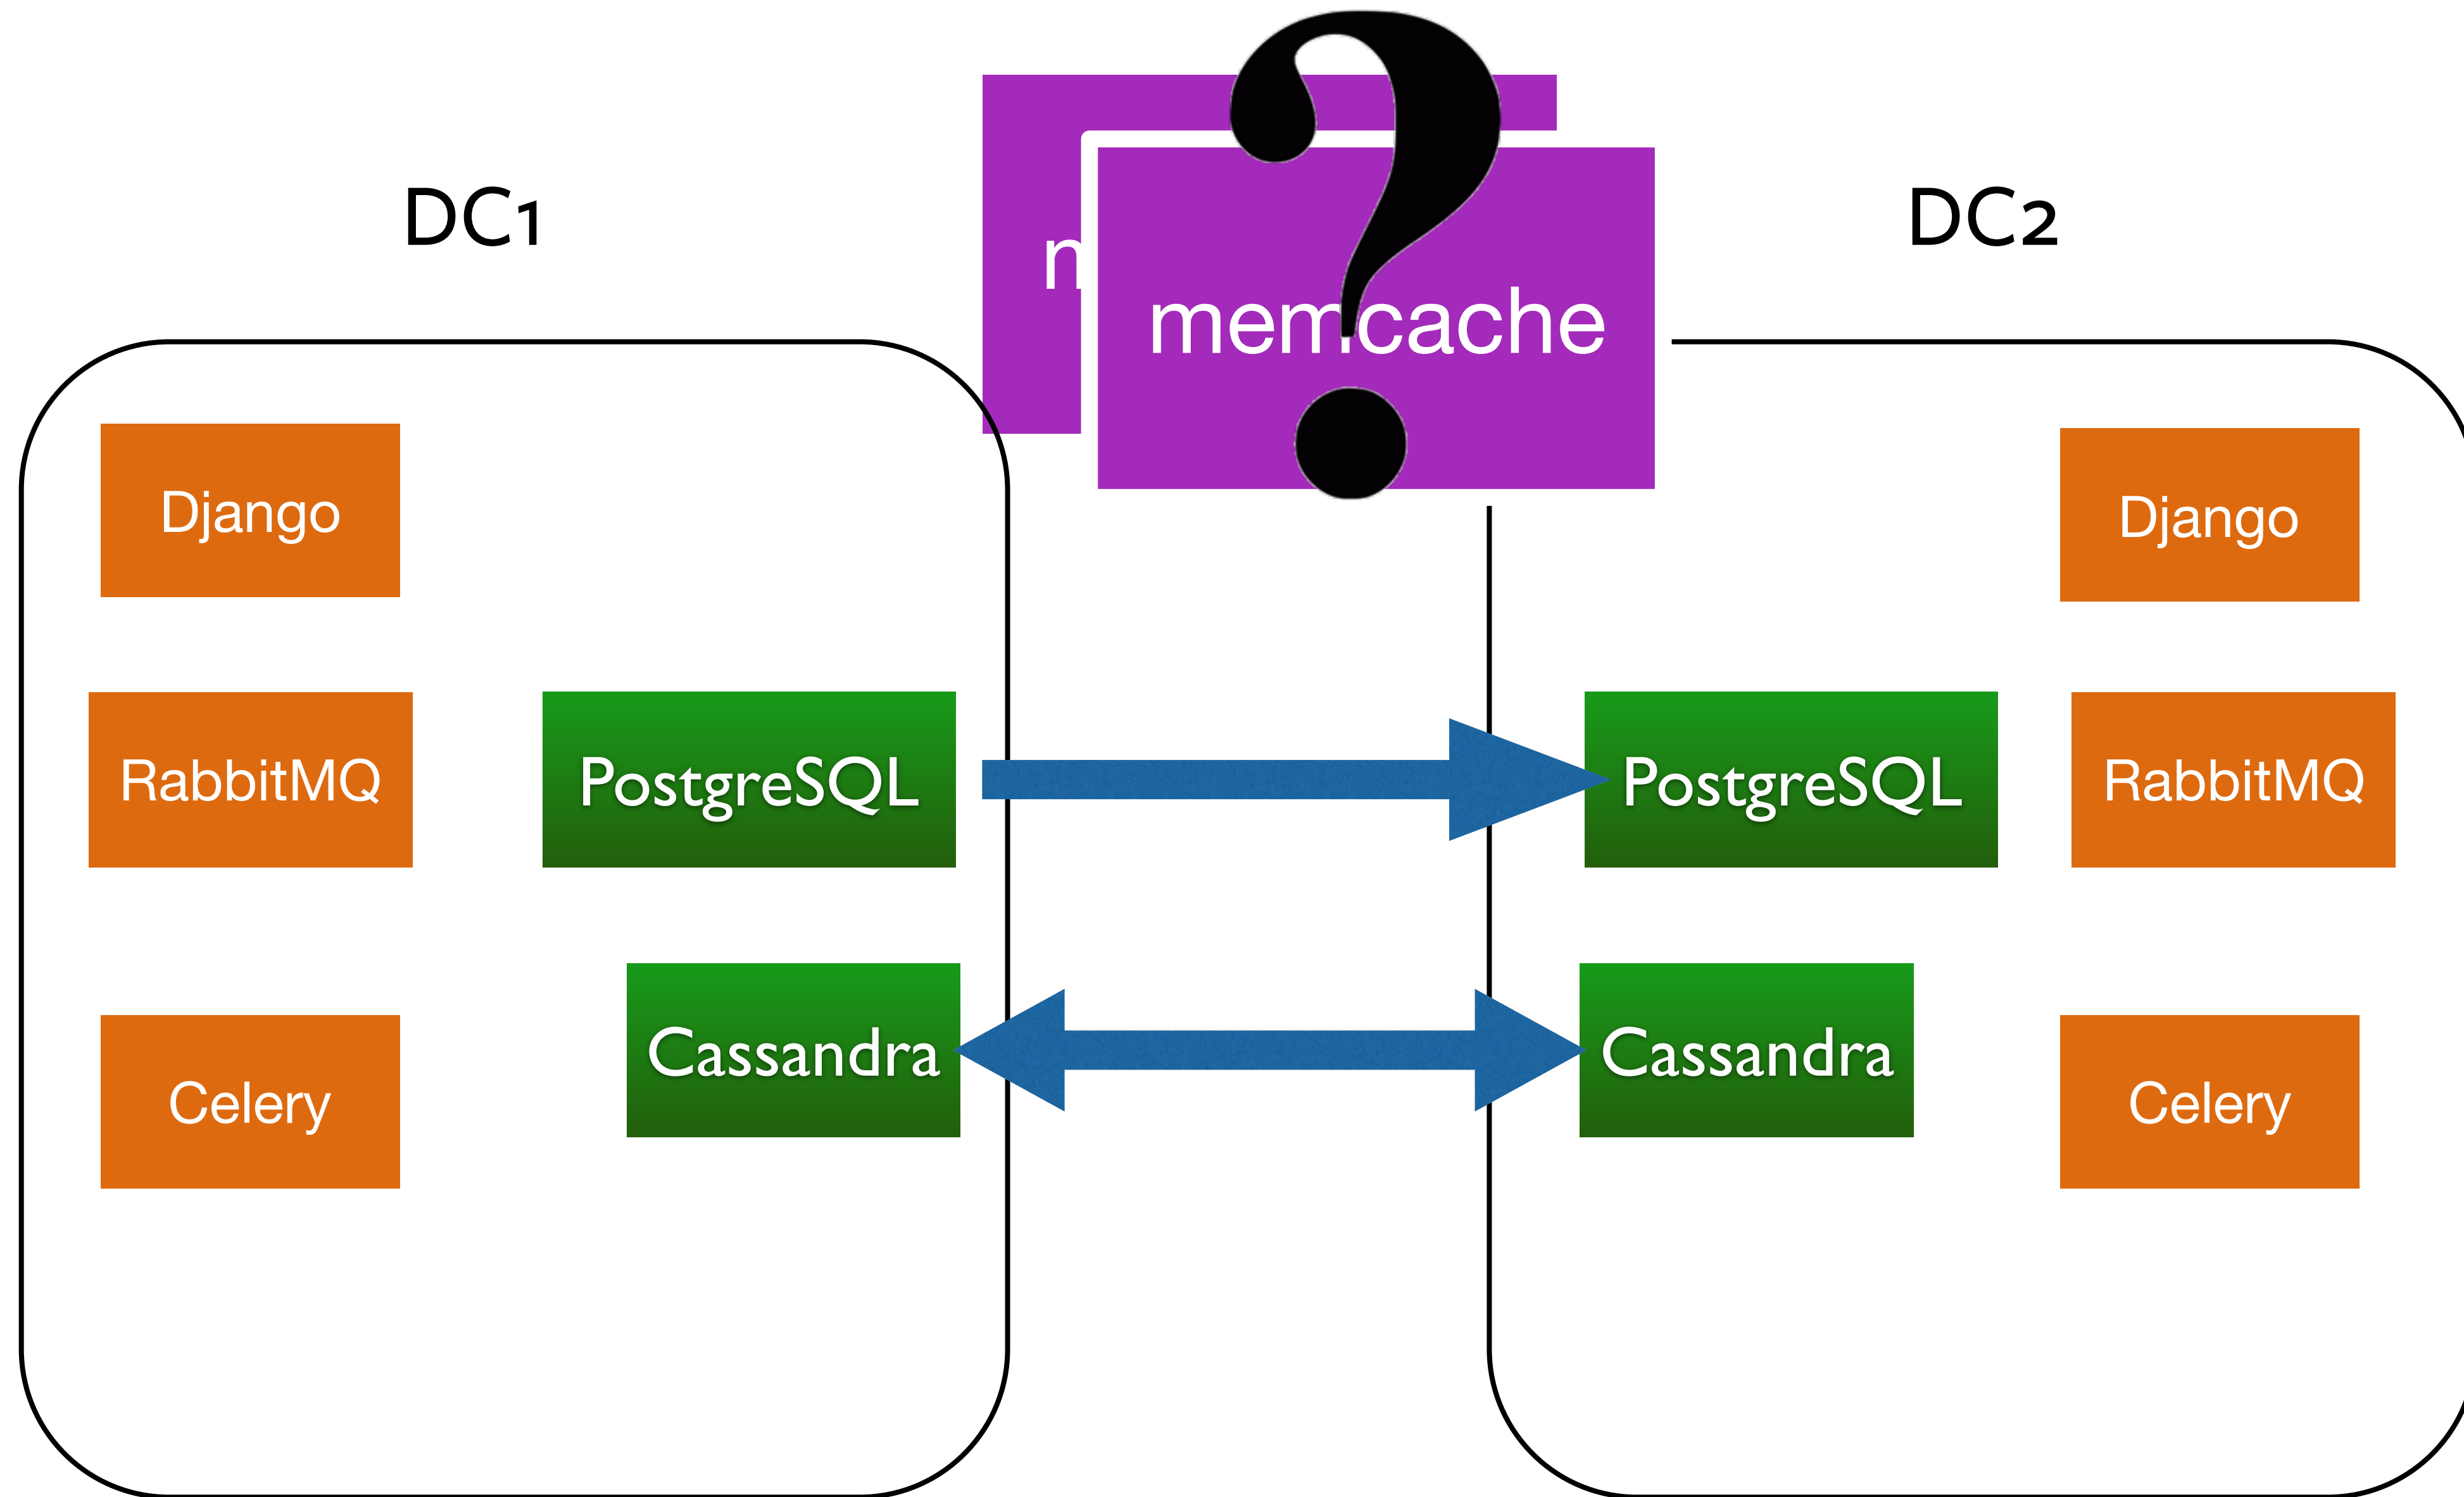 ?
DC1
DC2
m
memcache
Django
Django
RabbitMQ
PostgreSQL
PostgreSQL
RabbitMQ
Cassandra
Cassandra
Celery
Celery